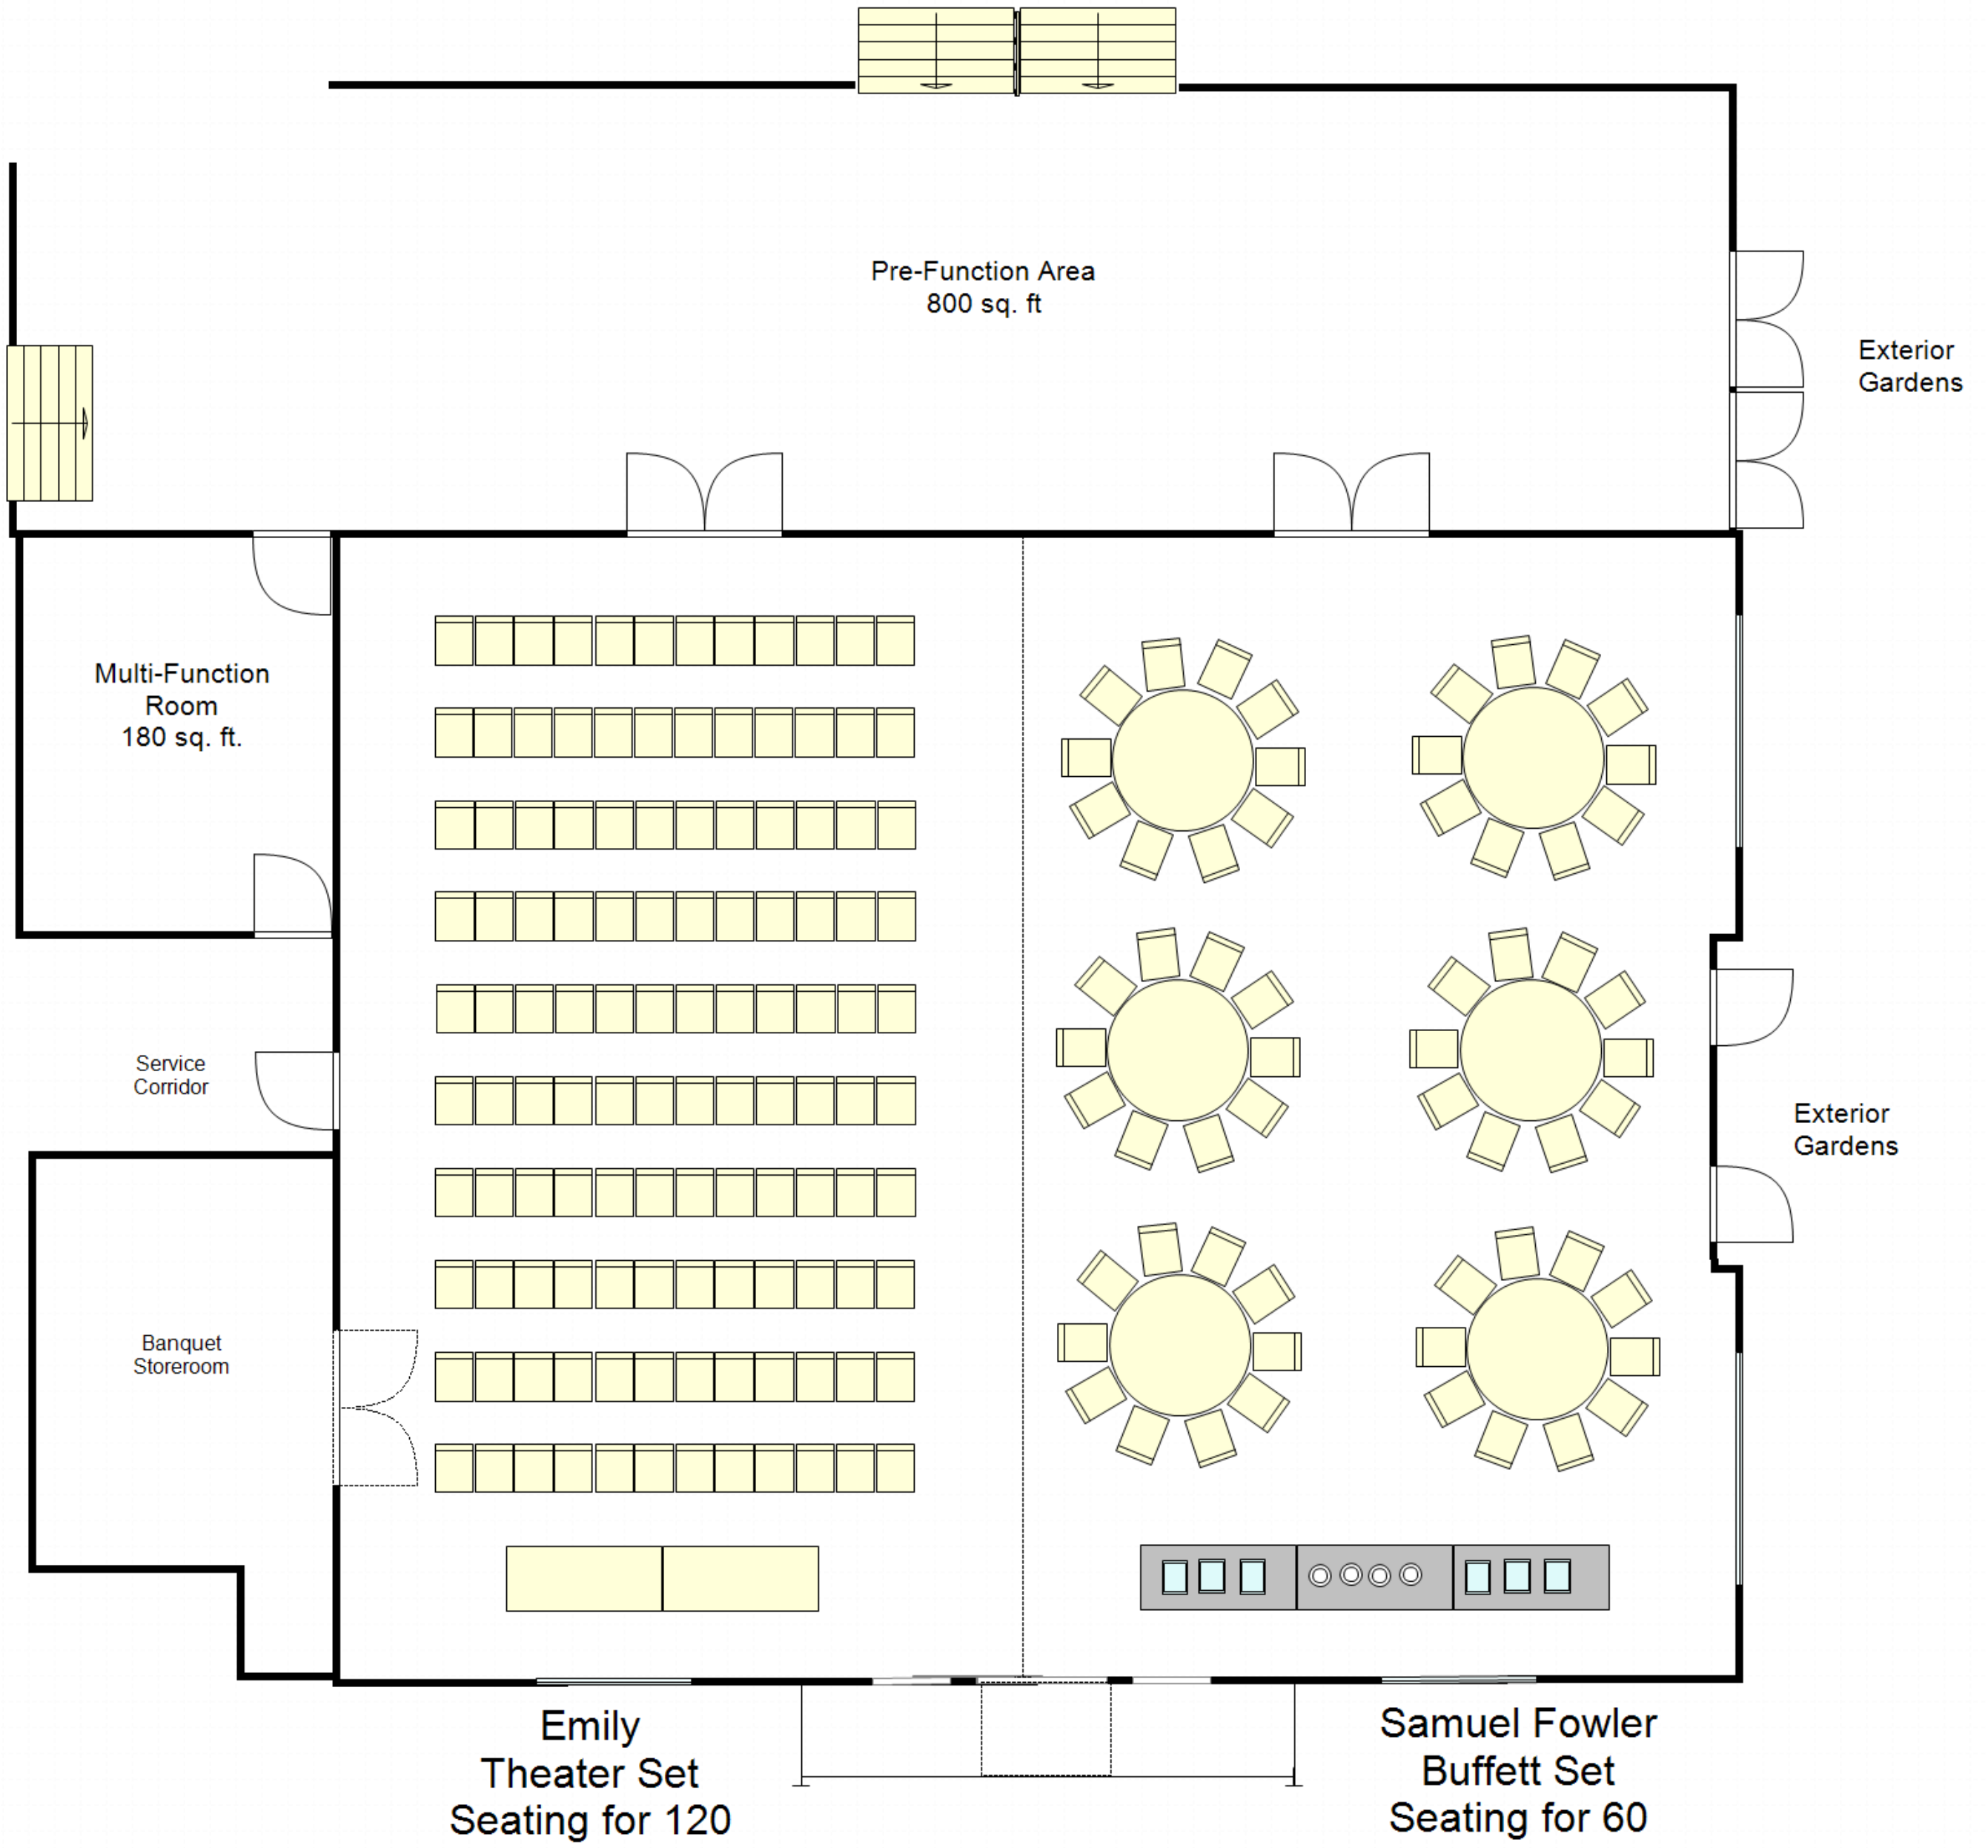 Pre-Function Area
800 sq. ft
Exterior
Gardens
Multi-Function
Room
180 sq. ft.
Service
Corridor
Exterior
Gardens
Banquet
Storeroom
Emily
Theater Set
Seating for 120
Samuel Fowler
Buffett Set
Seating for 60